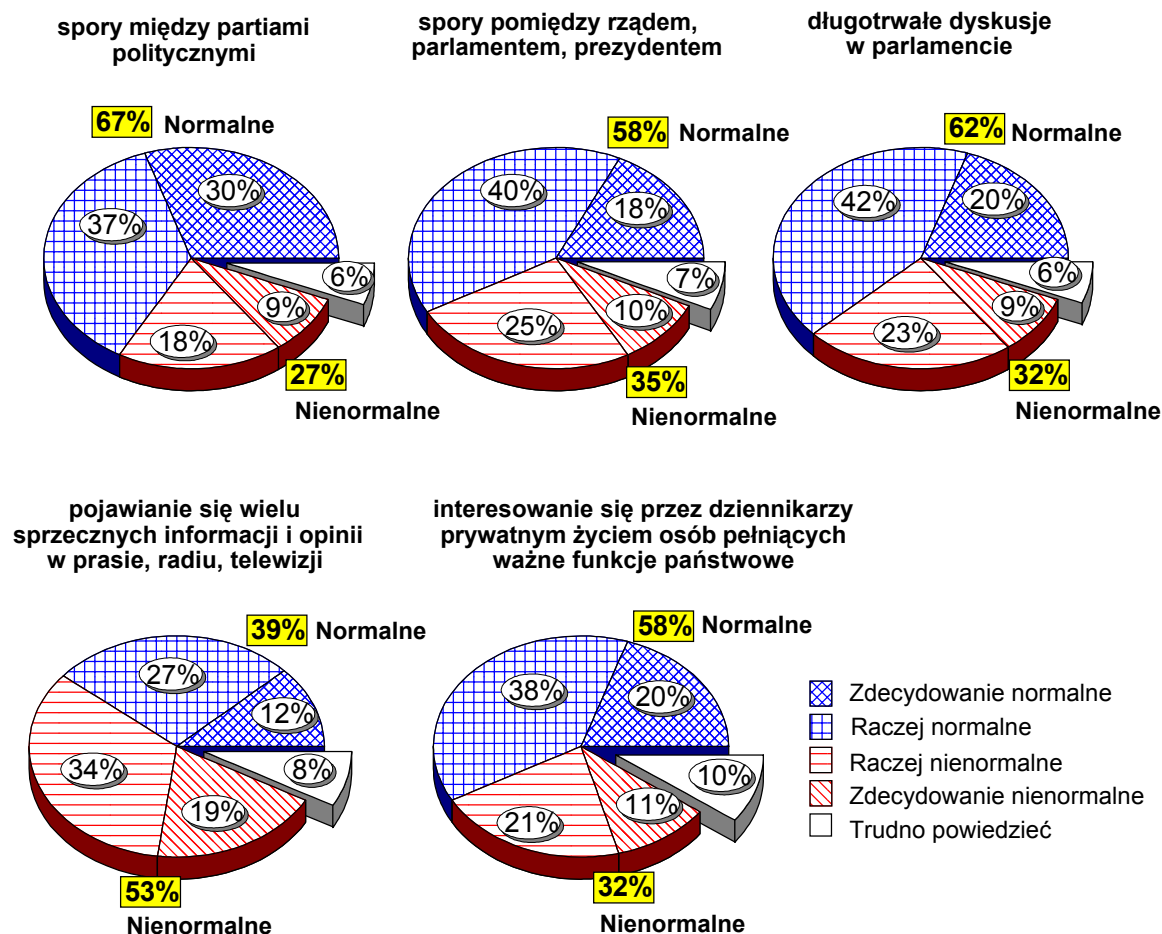 spory między partiami
politycznymi
67% Normalne
30%
37%
6%
9%
18%
27%
Nienormalne
spory pomiędzy rządem,
parlamentem, prezydentem
58% Normalne
40%
18%
7%
10%
25%
35%
Nienormalne
długotrwałe dyskusje
w parlamencie
62% Normalne
42%
20%
6%
9%
23%
32%
Nienormalne
pojawianie się wielu
sprzecznych informacji i opinii
w prasie, radiu, telewizji
39% Normalne
27%
12%
8%
34%
19%
53%
Nienormalne
interesowanie się przez dziennikarzy
prywatnym życiem osób pełniących
ważne funkcje państwowe
58% Normalne
38%
20%
10%
11%
21%
32%
Nienormalne
Zdecydowanie normalne
Raczej normalne
Raczej nienormalne
Zdecydowanie nienormalne
Trudno powiedzieć